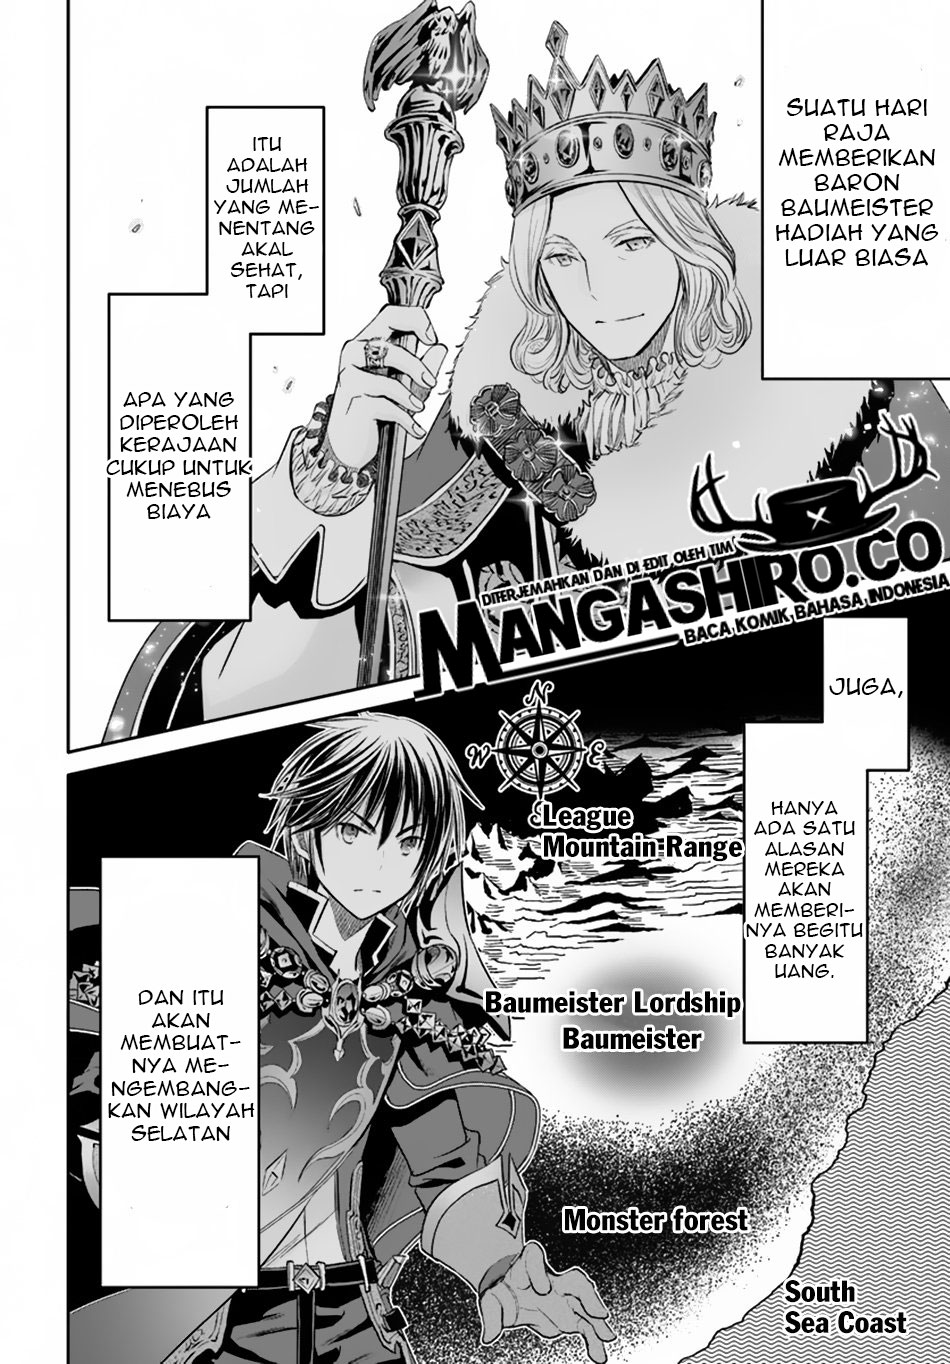 SUATU HARI
RAJA
MEMBERIKAN
BARON
BAUMEISTER
HADIAH YANG
LUAR BIASA
ITU
ADALAH
JUMLAH
YANG ME-
NENTANG
AKAL
SEHAT,
TAPI
APA YANG
DIPEROLEH
KERAJAAN
CUKUP UNTUK
MENEBUS
BIAYA
DITERJEMAHKAN DAN DI EDIT OLEH TIM
MANGASHIRO.CO
BACA KOMIK BAHASA INDONESIA
JUGA,
HANYA
ADA SATU
ALASAN
MEREKA
AKAN
MEMBERI-
NYA BEGITU
BANYAK
UANG.
N
W
E
S
League
Mountain Range
Baumeister Lordship
Baumeister
DAN ITU
AKAN
MEMBUAT-
NYA ME-
NGEMBANG-
KAN WILAYAH
SELATAN
Monster forest
South
Sea Coast